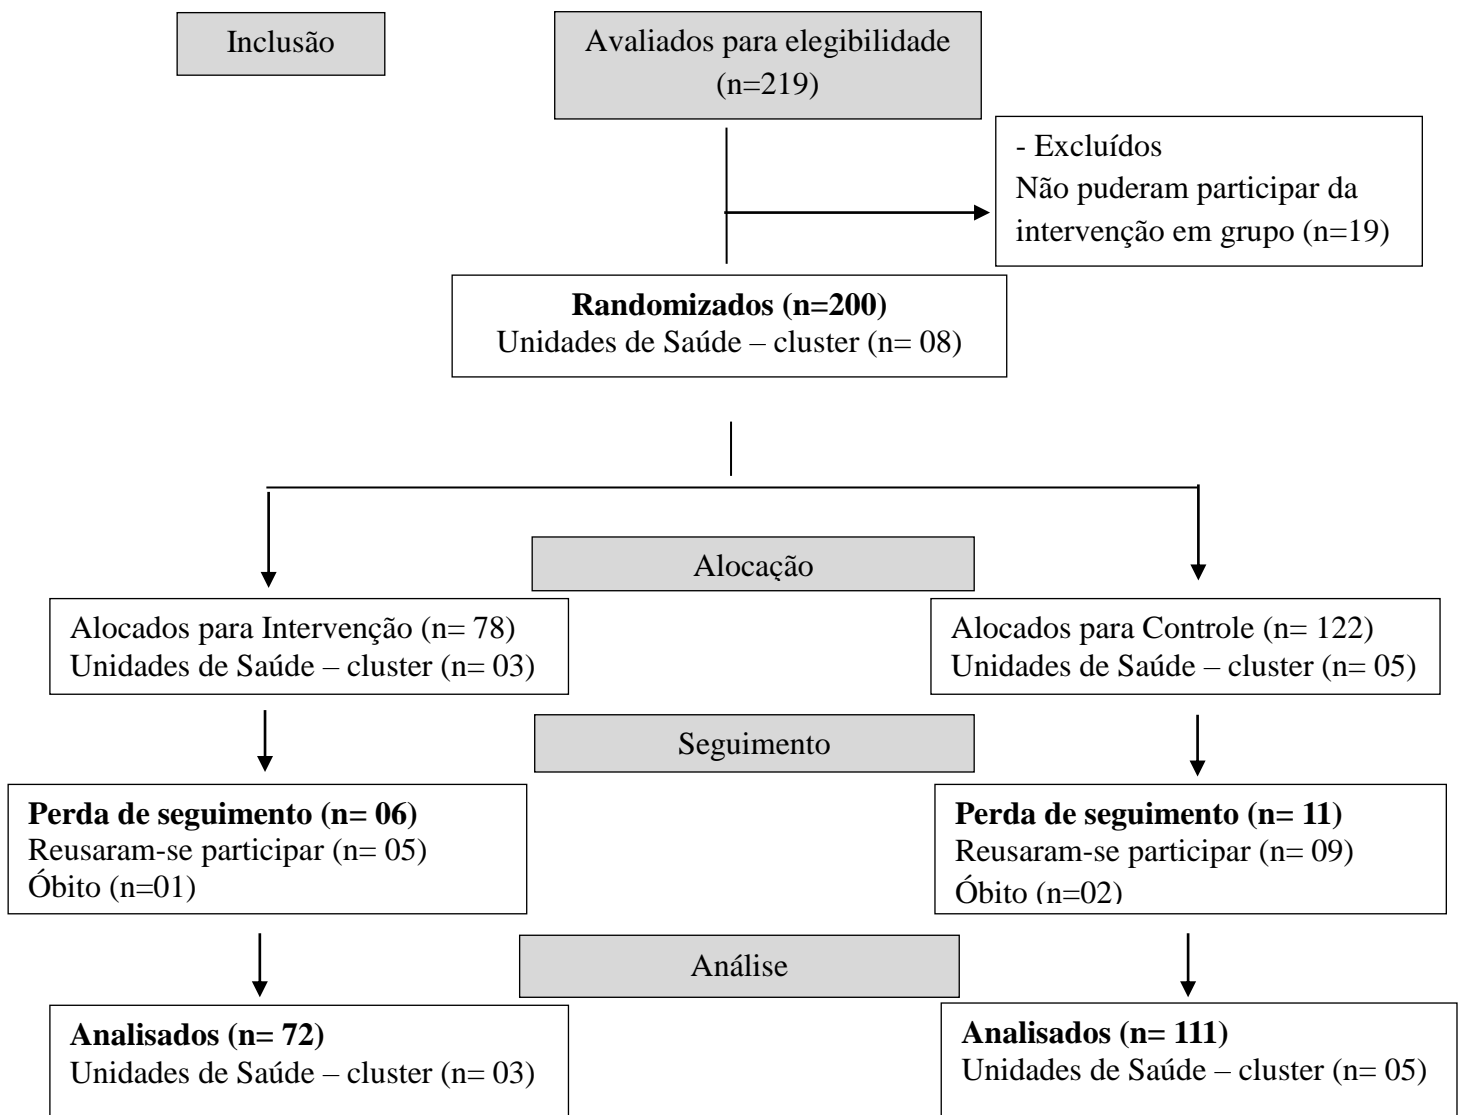 Inclusão
Avaliados para elegibilidade
(n=219)
- Excluídos
Não puderam participar da
intervenção em grupo (n=19)
Randomizados (n=200)
Unidades de Saúde – cluster (n= 08)
Alocação
Alocados para Intervenção (n= 78)
Unidades de Saúde – cluster (n= 03)
Alocados para Controle (n= 122)
Unidades de Saúde – cluster (n= 05)
Seguimento
Perda de seguimento (n= 06)
Reusaram-se participar (n= 05)
Óbito (n=01)
Perda de seguimento (n= 11)
Reusaram-se participar (n= 09)
Óbito (n=02)
Análise
Analisados (n= 72)
Unidades de Saúde – cluster (n= 03)
Analisados (n= 111)
Unidades de Saúde – cluster (n= 05)